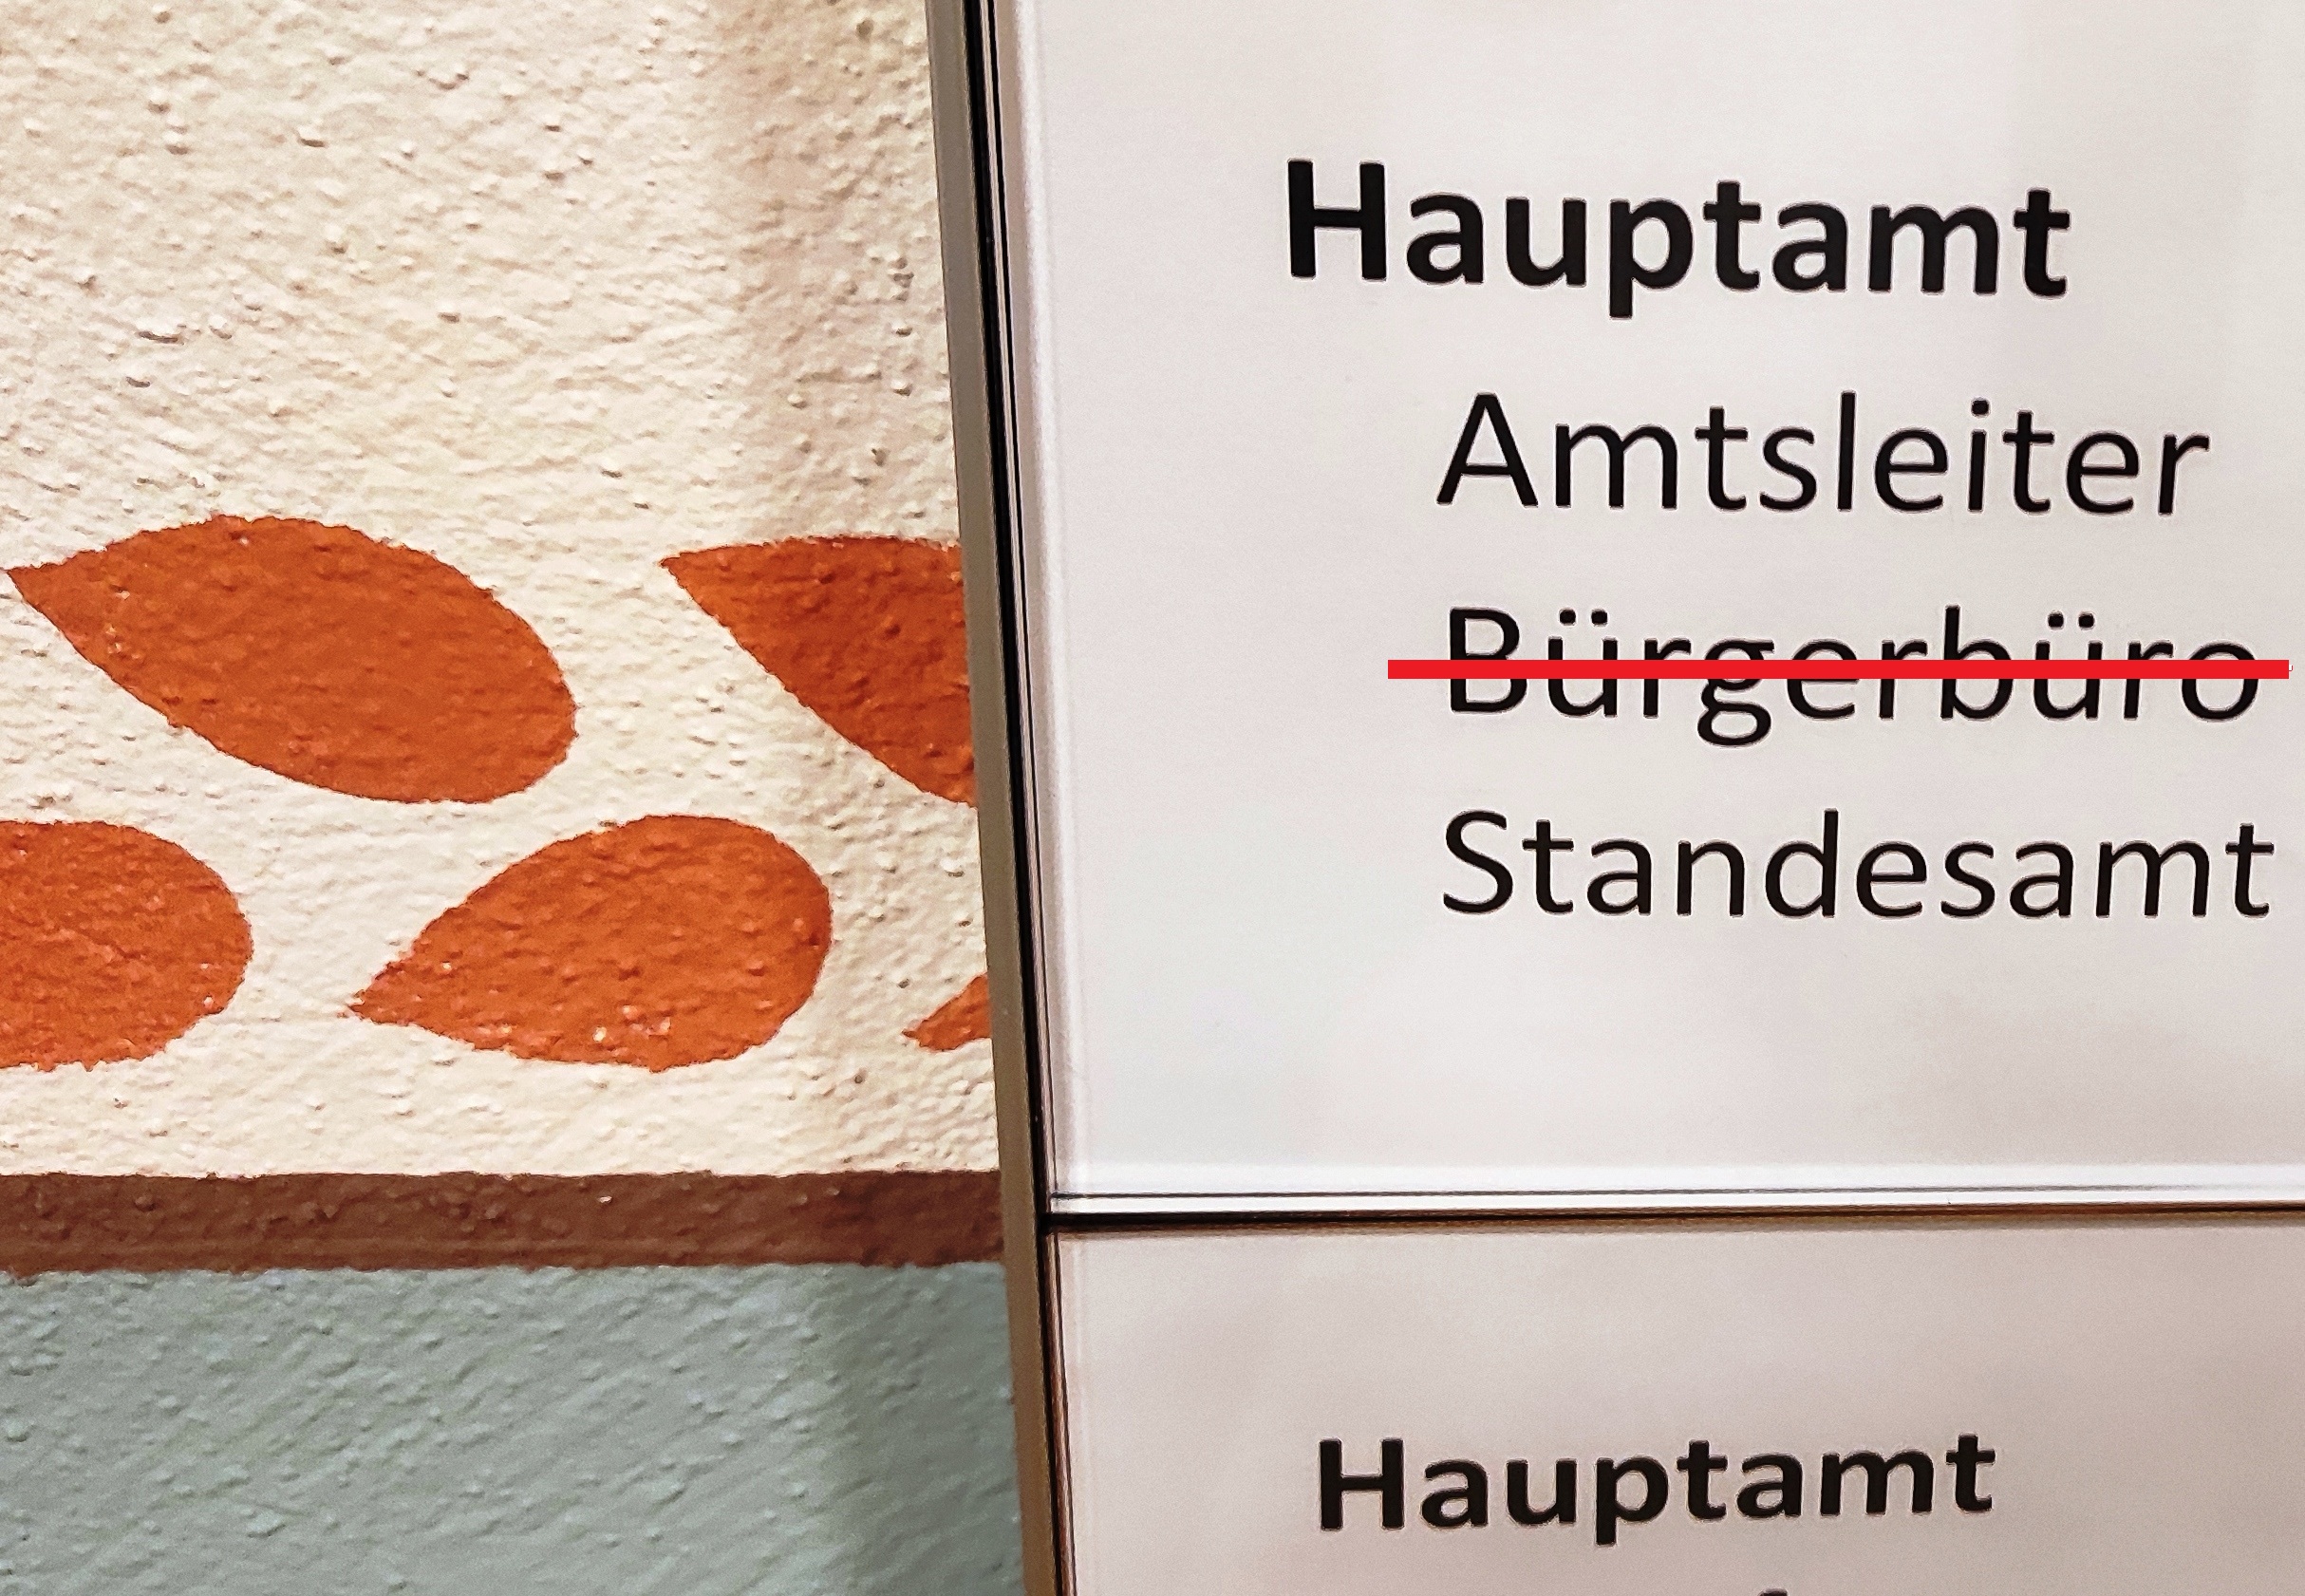 Hauptamt
Amtsleiter
Bürgerbüro
Standesamt
Hauptamt